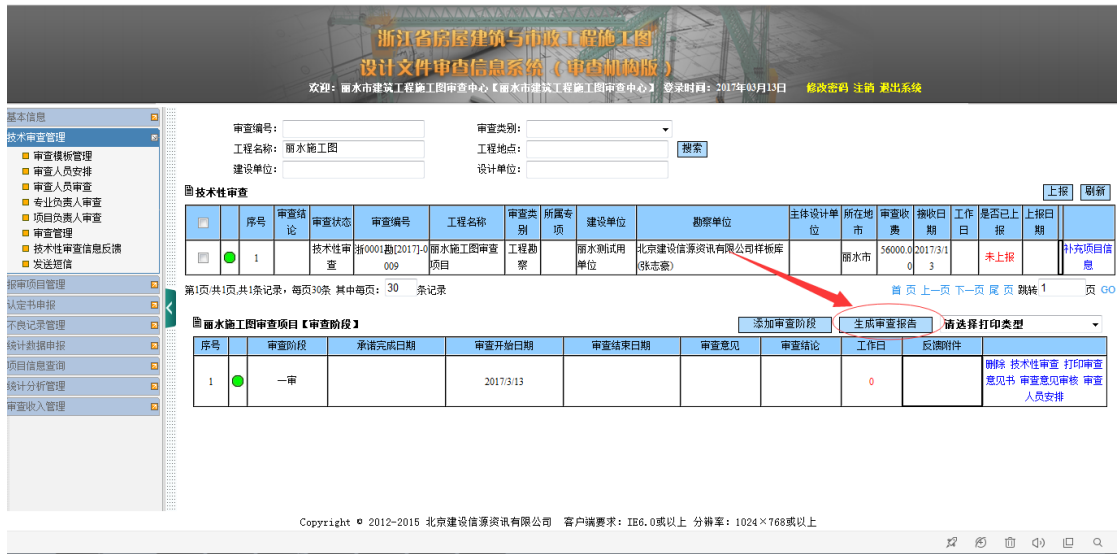 浙江省房屋建筑与市政工程施工图
设计文件审查信息系统（审查机构版）
欢迎：丽水市建筑工程施工图审查中心【丽水市建筑工程施工图审查中心】 登录时间：2017年03月13日 修改密码 注销 退出系统
基本信息
技术审查管理
审查模板管理
审查人员安排
审查人员审查
专业负责人审查
项目负责人审查
审查管理
技术性审查信息反馈
发送短信
报审项目管理
认定书申报
不良记录管理
统计数据申报
项目信息查询
统计分析管理
审查收入管理
审查编号： 审查类别：
工程名称： 丽水施工图 工程地点： 搜索
建设单位： 设计单位：
技术性审查 上报 刷新
序号 审查结论 审查状态 审查编号 工程名称 审查类别 所属专项 建设单位 勘察单位 主体设计单位 所在地市 审查收费 接收日期 工作日 是否已上报 上报日期
1 技术性审查 浙0001勘[2017]-0009 丽水施工图审查项目 工程勘察 丽水测试用单位 北京建设信源资讯有限公司样板库(张志豪) 丽水市 56000.00 2017/3/13 未上报 补充项目信息
第1页/共1页,共1条记录，每页30条 其中每页： 30 条记录 首 页 上一页 下一页 尾 页 跳转 1 页 GO
丽水施工图审查项目【审查阶段】 添加审查阶段 生成审查报告 请选择打印类型
序号 审查阶段 承诺完成日期 审查开始日期 审查结束日期 审查意见 审查结论 工作日 反馈附件
1 一审 2017/3/13 0 删除 技术性审查 打印审查意见书 审查意见审核 审查人员安排
Copyright © 2012-2015 北京建设信源资讯有限公司 客户端要求：IE6.0或以上 分辨率：1024×768或以上